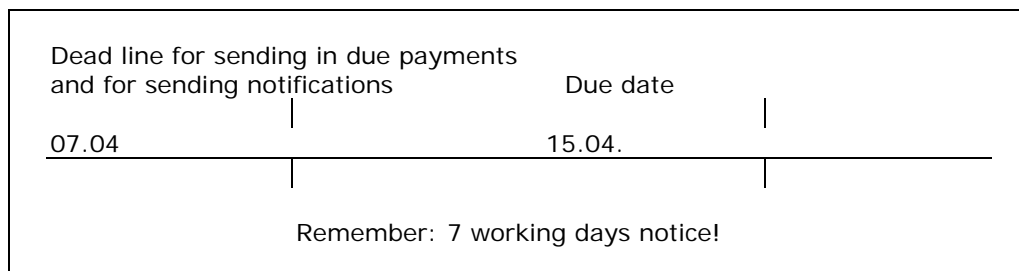 Dead line for sending in due payments
and for sending notifications Due date
07.04 15.04.
Remember: 7 working days notice!